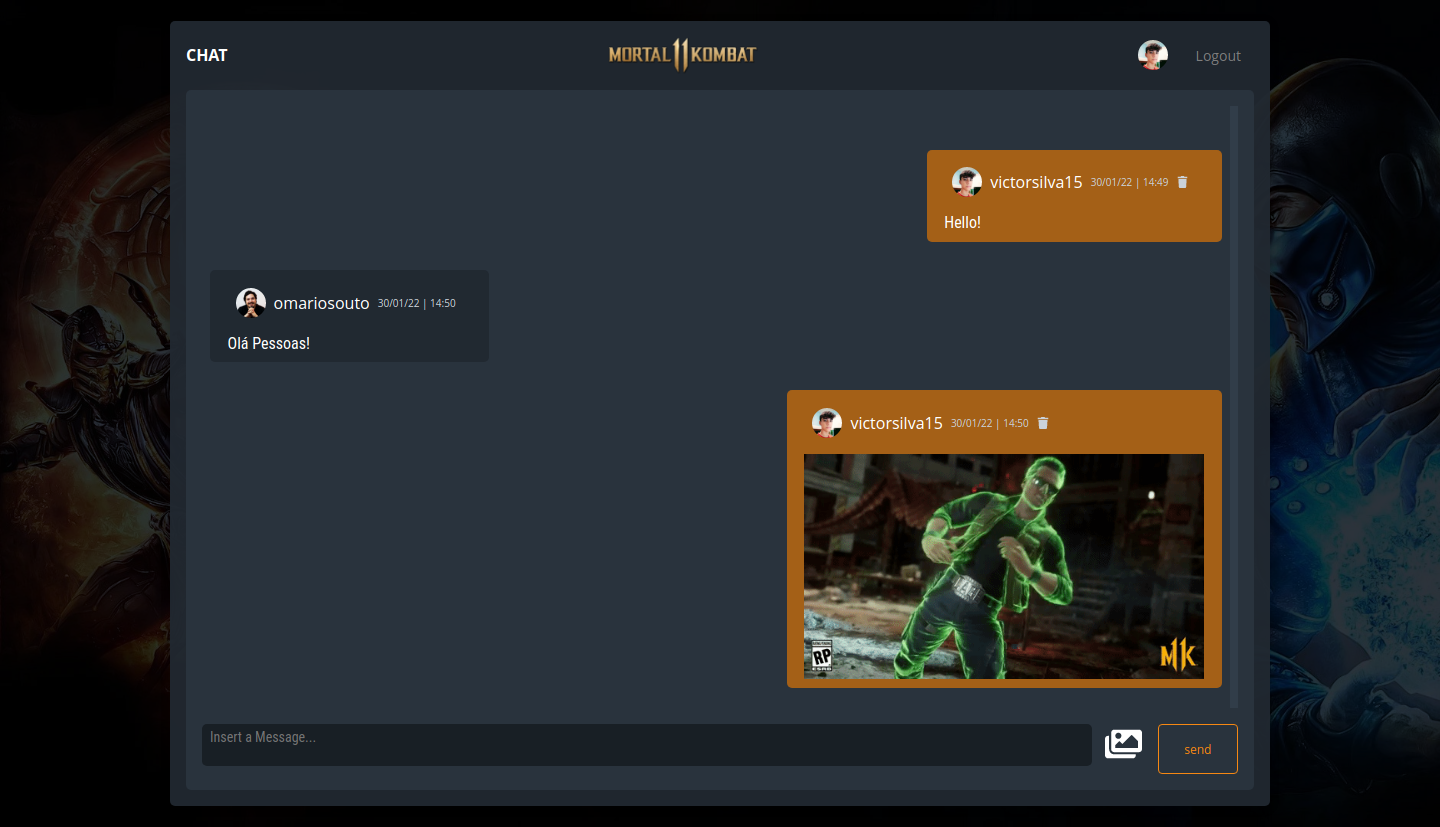 CHAT
MORTAL 11 KOMBAT
Logout
victorsilva15 30/01/22 | 14:49
Hello!
omariosouto 30/01/22 | 14:50
Olá Pessoas!
victorsilva15 30/01/22 | 14:50
RP
ESRB
MK
Insert a Message...
send